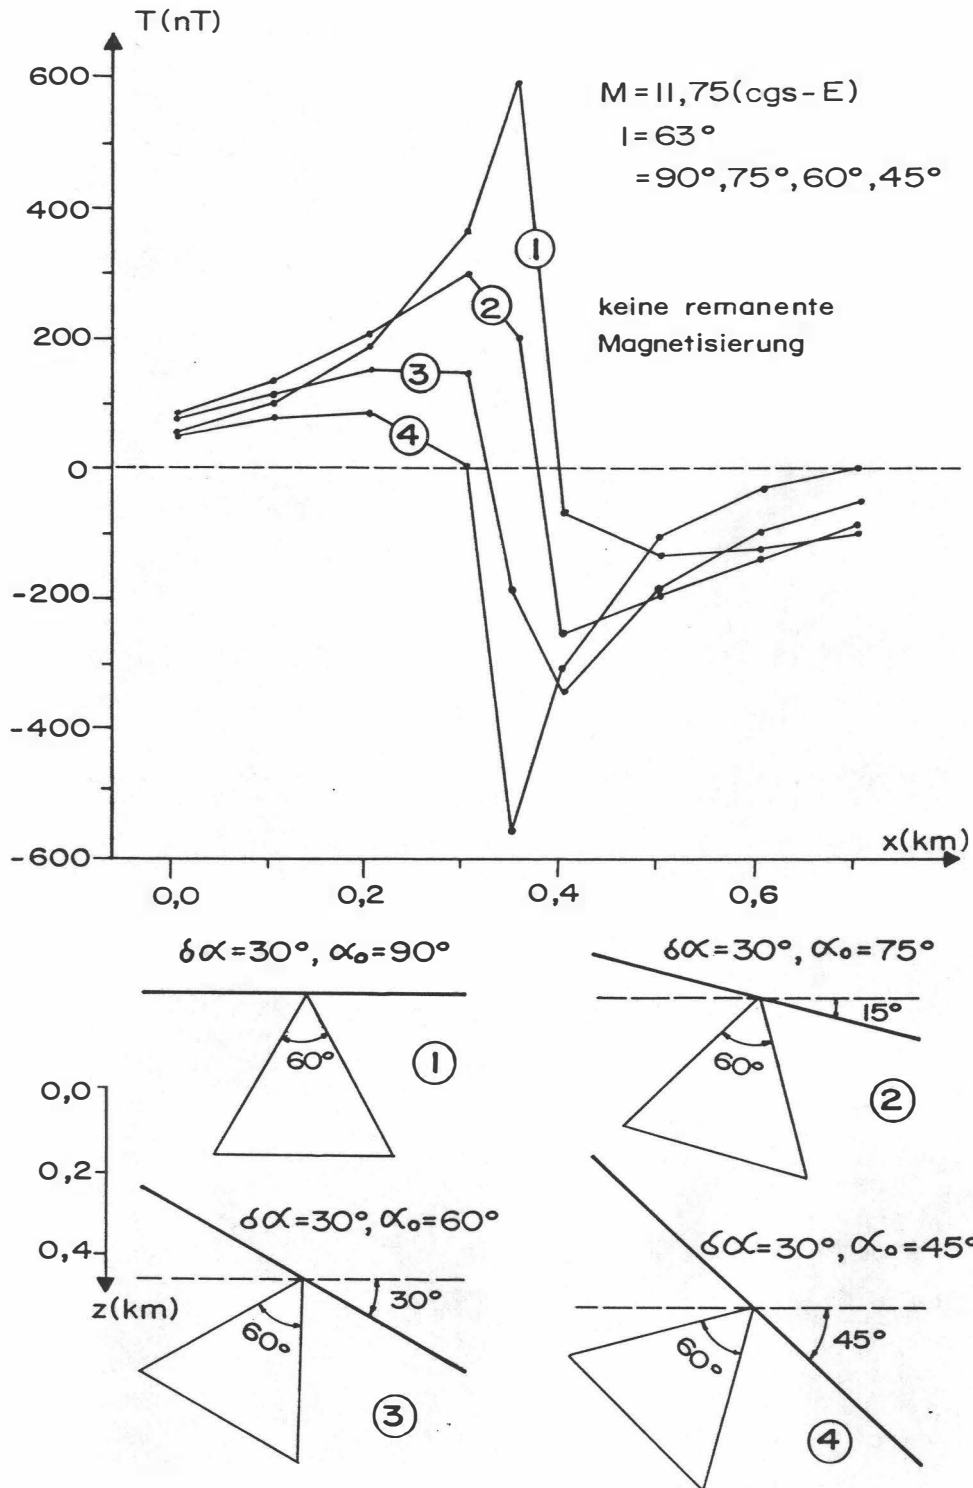 T(nT)
600
400
200
0
-200
-400
-600
M=11,75(cgs-E)
I=63°
=90°,75°,60°,45°
keine remanente
Magnetisierung
1
2
3
4
x(km)
0,0
0,2
0,4
0,6
δα=30°, α₀=90°
60°
1
δα=30°, α₀=75°
15°
60°
2
0,0
0,2
0,4
z(km)
δα=30°, α₀=60°
30°
60°
3
δα=30°, α₀=45°
45°
60°
4